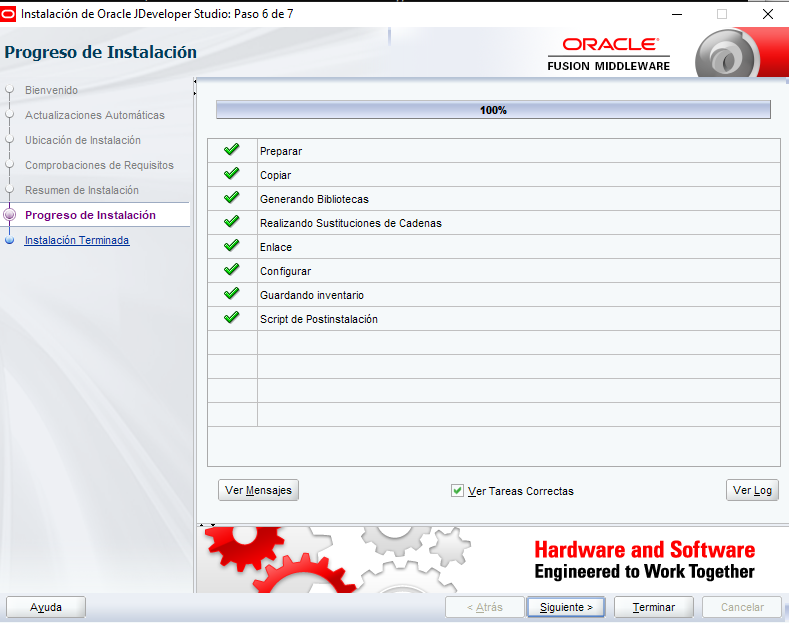 Instalación de Oracle JDeveloper Studio: Paso 6 de 7
Progreso de Instalación
ORACLE®
FUSION MIDDLEWARE
Bienvenido
Actualizaciones Automáticas
Ubicación de Instalación
Comprobaciones de Requisitos
Resumen de Instalación
Progreso de Instalación
Instalación Terminada
100%
Preparar
Copiar
Generando Bibliotecas
Realizando Sustituciones de Cadenas
Enlace
Configurar
Guardando inventario
Script de Postinstalación
Ver Mensajes
Ver Tareas Correctas
Ver Log
Hardware and Software
Engineered to Work Together
Ayuda
< Atrás
Siguiente >
Terminar
Cancelar